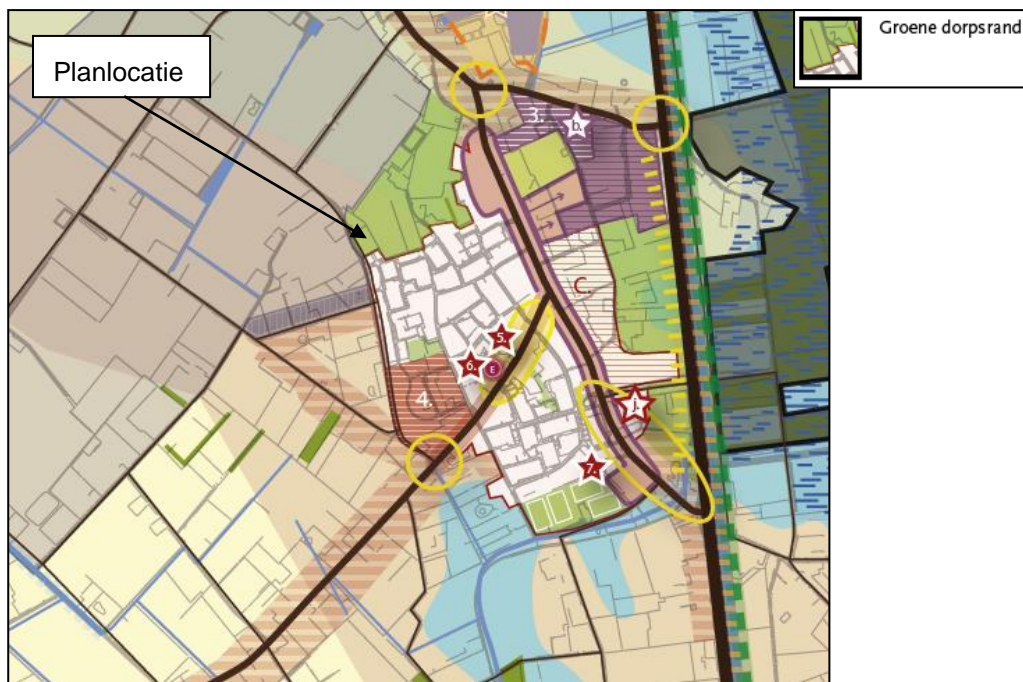 Groene dorpsrand
Planlocatie
3.
b.
C.
5.
6.
E
4.
j.
7.